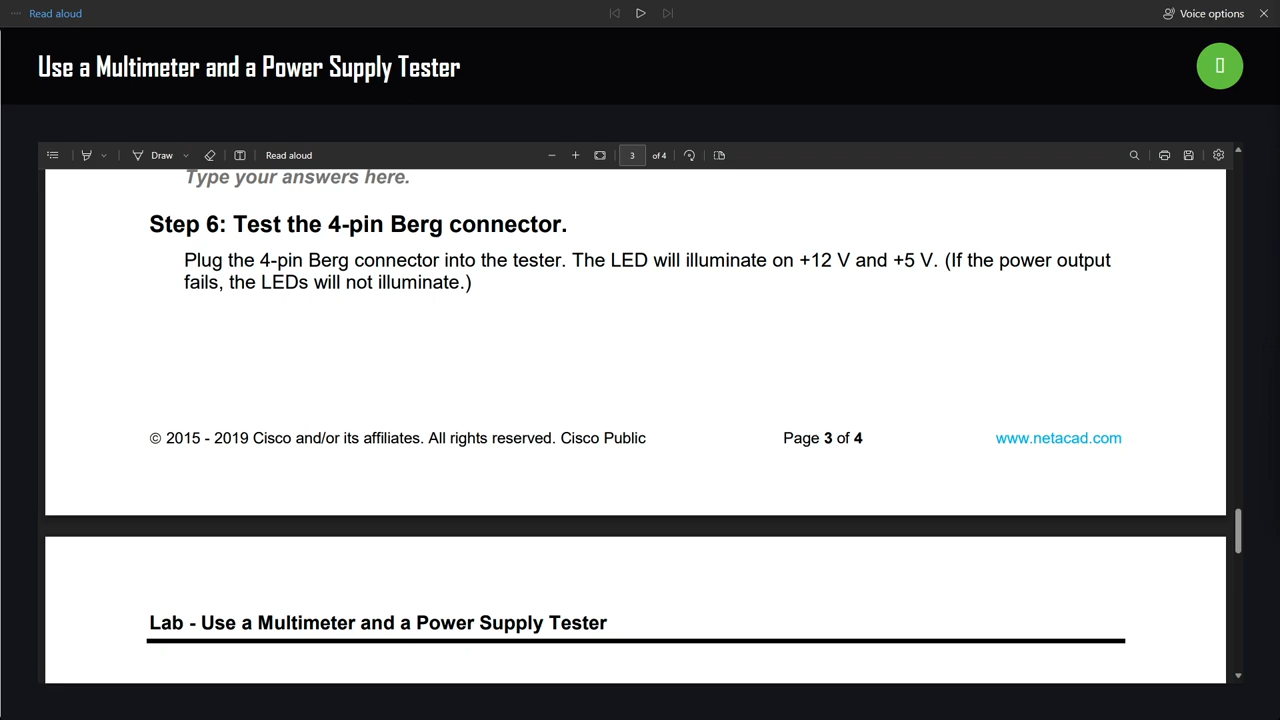 Read aloud
Voice options
Use a Multimeter and a Power Supply Tester
Draw
Read aloud
3 of 4
Type your answers here.
Step 6: Test the 4-pin Berg connector.
Plug the 4-pin Berg connector into the tester. The LED will illuminate on +12 V and +5 V. (If the power output
fails, the LEDs will not illuminate.)
© 2015 - 2019 Cisco and/or its affiliates. All rights reserved. Cisco Public Page 3 of 4 www.netacad.com
Lab - Use a Multimeter and a Power Supply Tester